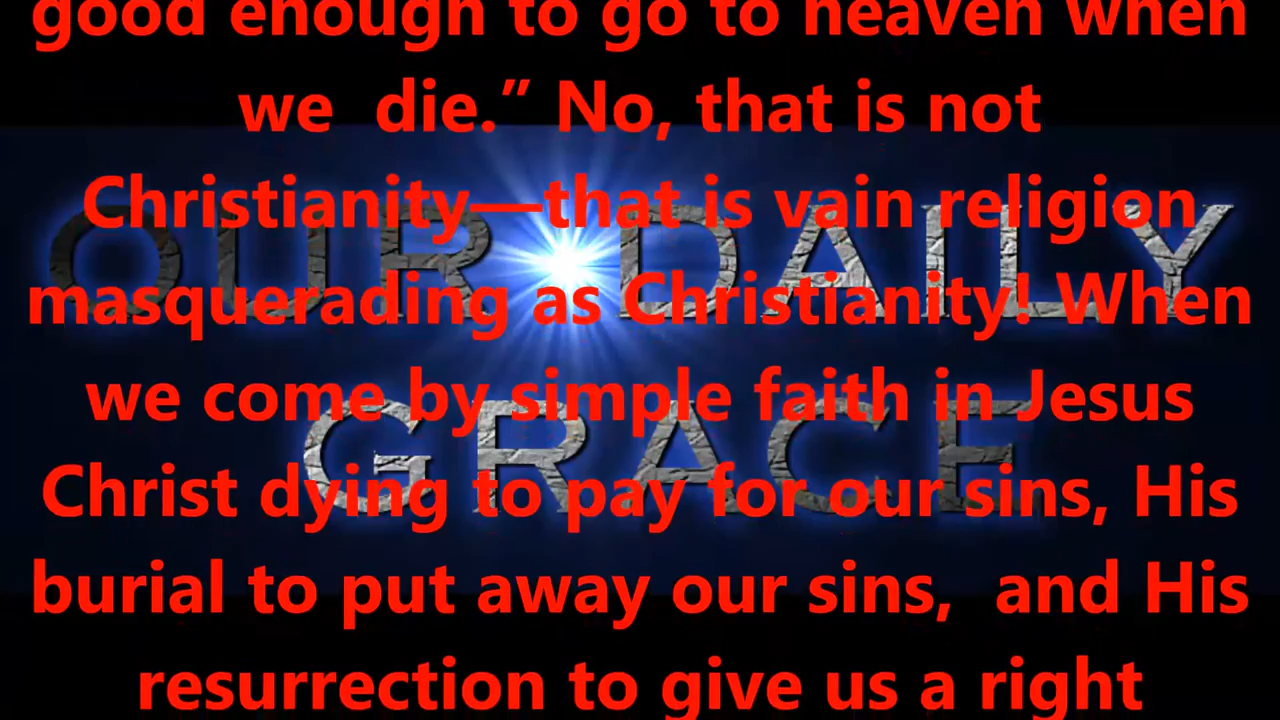 good enough to go to heaven when
we  die.” No, that is not
Christianity—that is vain religion
masquerading as Christianity! When
we come by simple faith in Jesus
Christ dying to pay for our sins, His
burial to put away our sins,  and His
resurrection to give us a right
OUR DAILY
GRACE